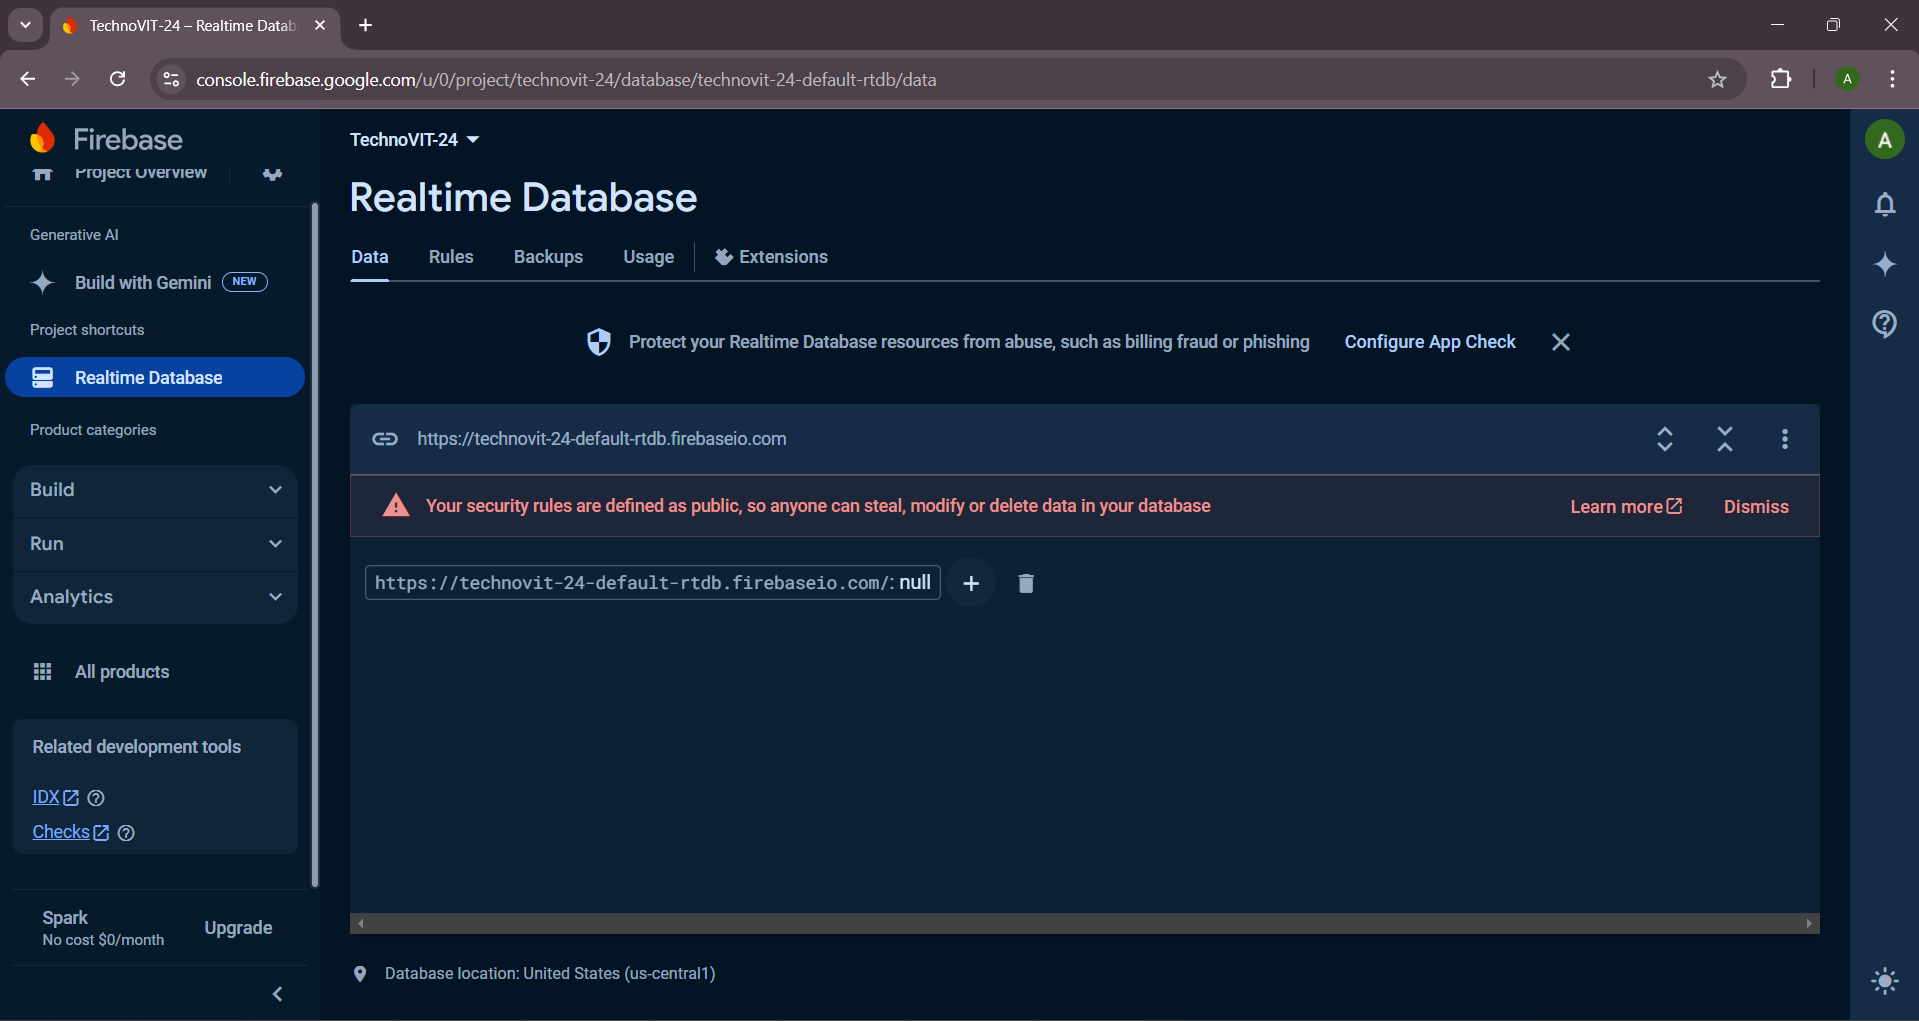 TechnoVIT-24 – Realtime Datab
console.firebase.google.com/u/0/project/technovit-24/database/technovit-24-default-rtdb/data
A
Firebase
Project Overview
Generative AI
Build with Gemini NEW
Project shortcuts
Realtime Database
Product categories
Build
Run
Analytics
All products
Related development tools
IDX
Checks
Spark
No cost $0/month
Upgrade
TechnoVIT-24
Realtime Database
Data Rules Backups Usage Extensions
Protect your Realtime Database resources from abuse, such as billing fraud or phishing Configure App Check
https://technovit-24-default-rtdb.firebaseio.com
Your security rules are defined as public, so anyone can steal, modify or delete data in your database Learn more Dismiss
https://technovit-24-default-rtdb.firebaseio.com/: null
Database location: United States (us-central1)
A